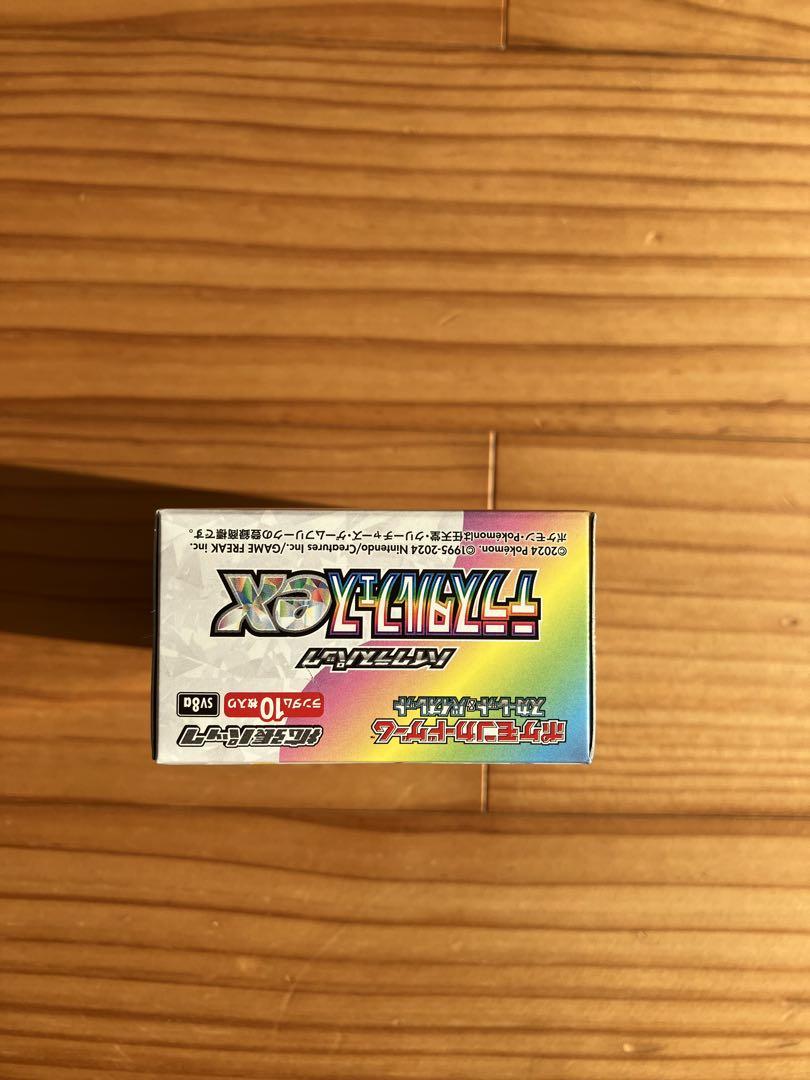 ポケモンカードゲーム
スカーレット&バイオレット
拡張パック
ランダム10枚入り
SV8a
ハイクラスパック
テラスタルフェスex
©2024 Pokémon. ©1995-2024 Nintendo/Creatures Inc./GAME FREAK inc.
ポケモン・Pokémonは任天堂・クリーチャーズ・ゲームフリークの登録商標です。